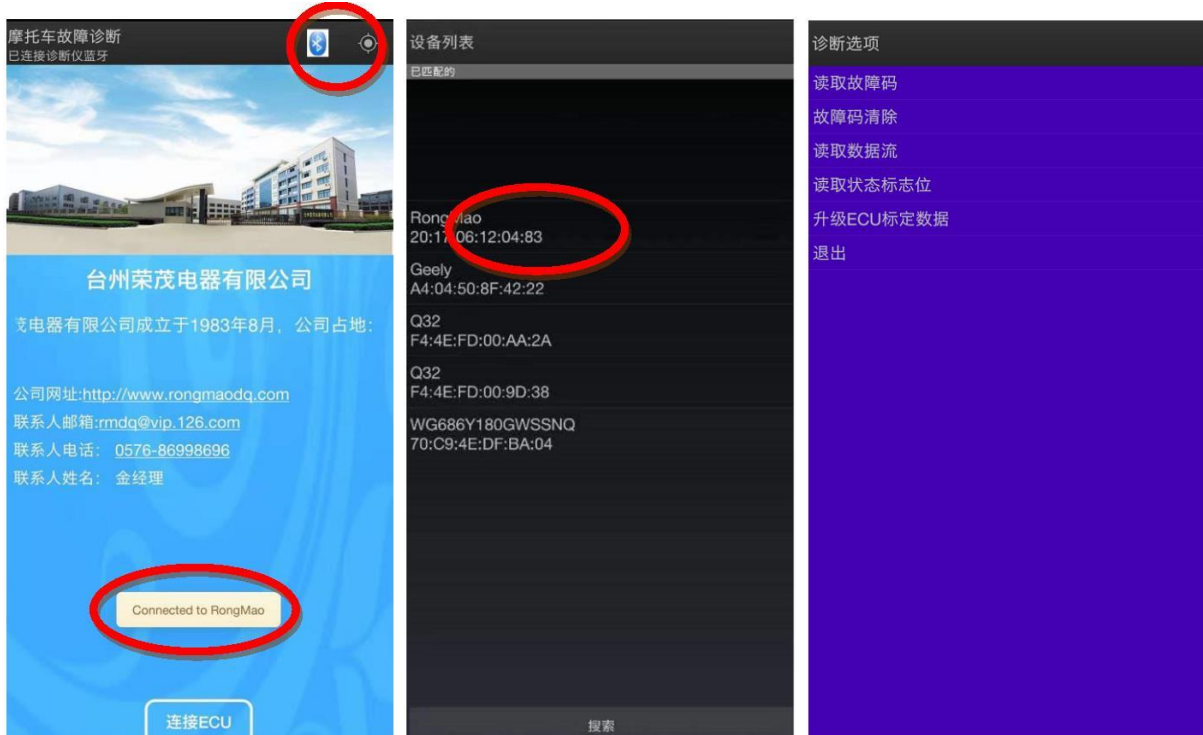 摩托车故障诊断
已连接诊断仪蓝牙
台州荣茂电器有限公司
电器有限公司成立于1983年8月，公司占地：
公司网址:http://www.rongmaodq.com
联系人邮箱:rmdq@vip.126.com
联系人电话： 0576-86998696
联系人姓名： 金经理
Connected to RongMao
连接ECU
设备列表
已匹配的
RongMao
20:17:06:12:04:83
Geely
A4:04:50:8F:42:22
Q32
F4:4E:FD:00:AA:2A
Q32
F4:4E:FD:00:9D:38
WG686Y180GWSSNQ
70:C9:4E:DF:BA:04
搜索
诊断选项
读取故障码
故障码清除
读取数据流
读取状态标志位
升级ECU标定数据
退出